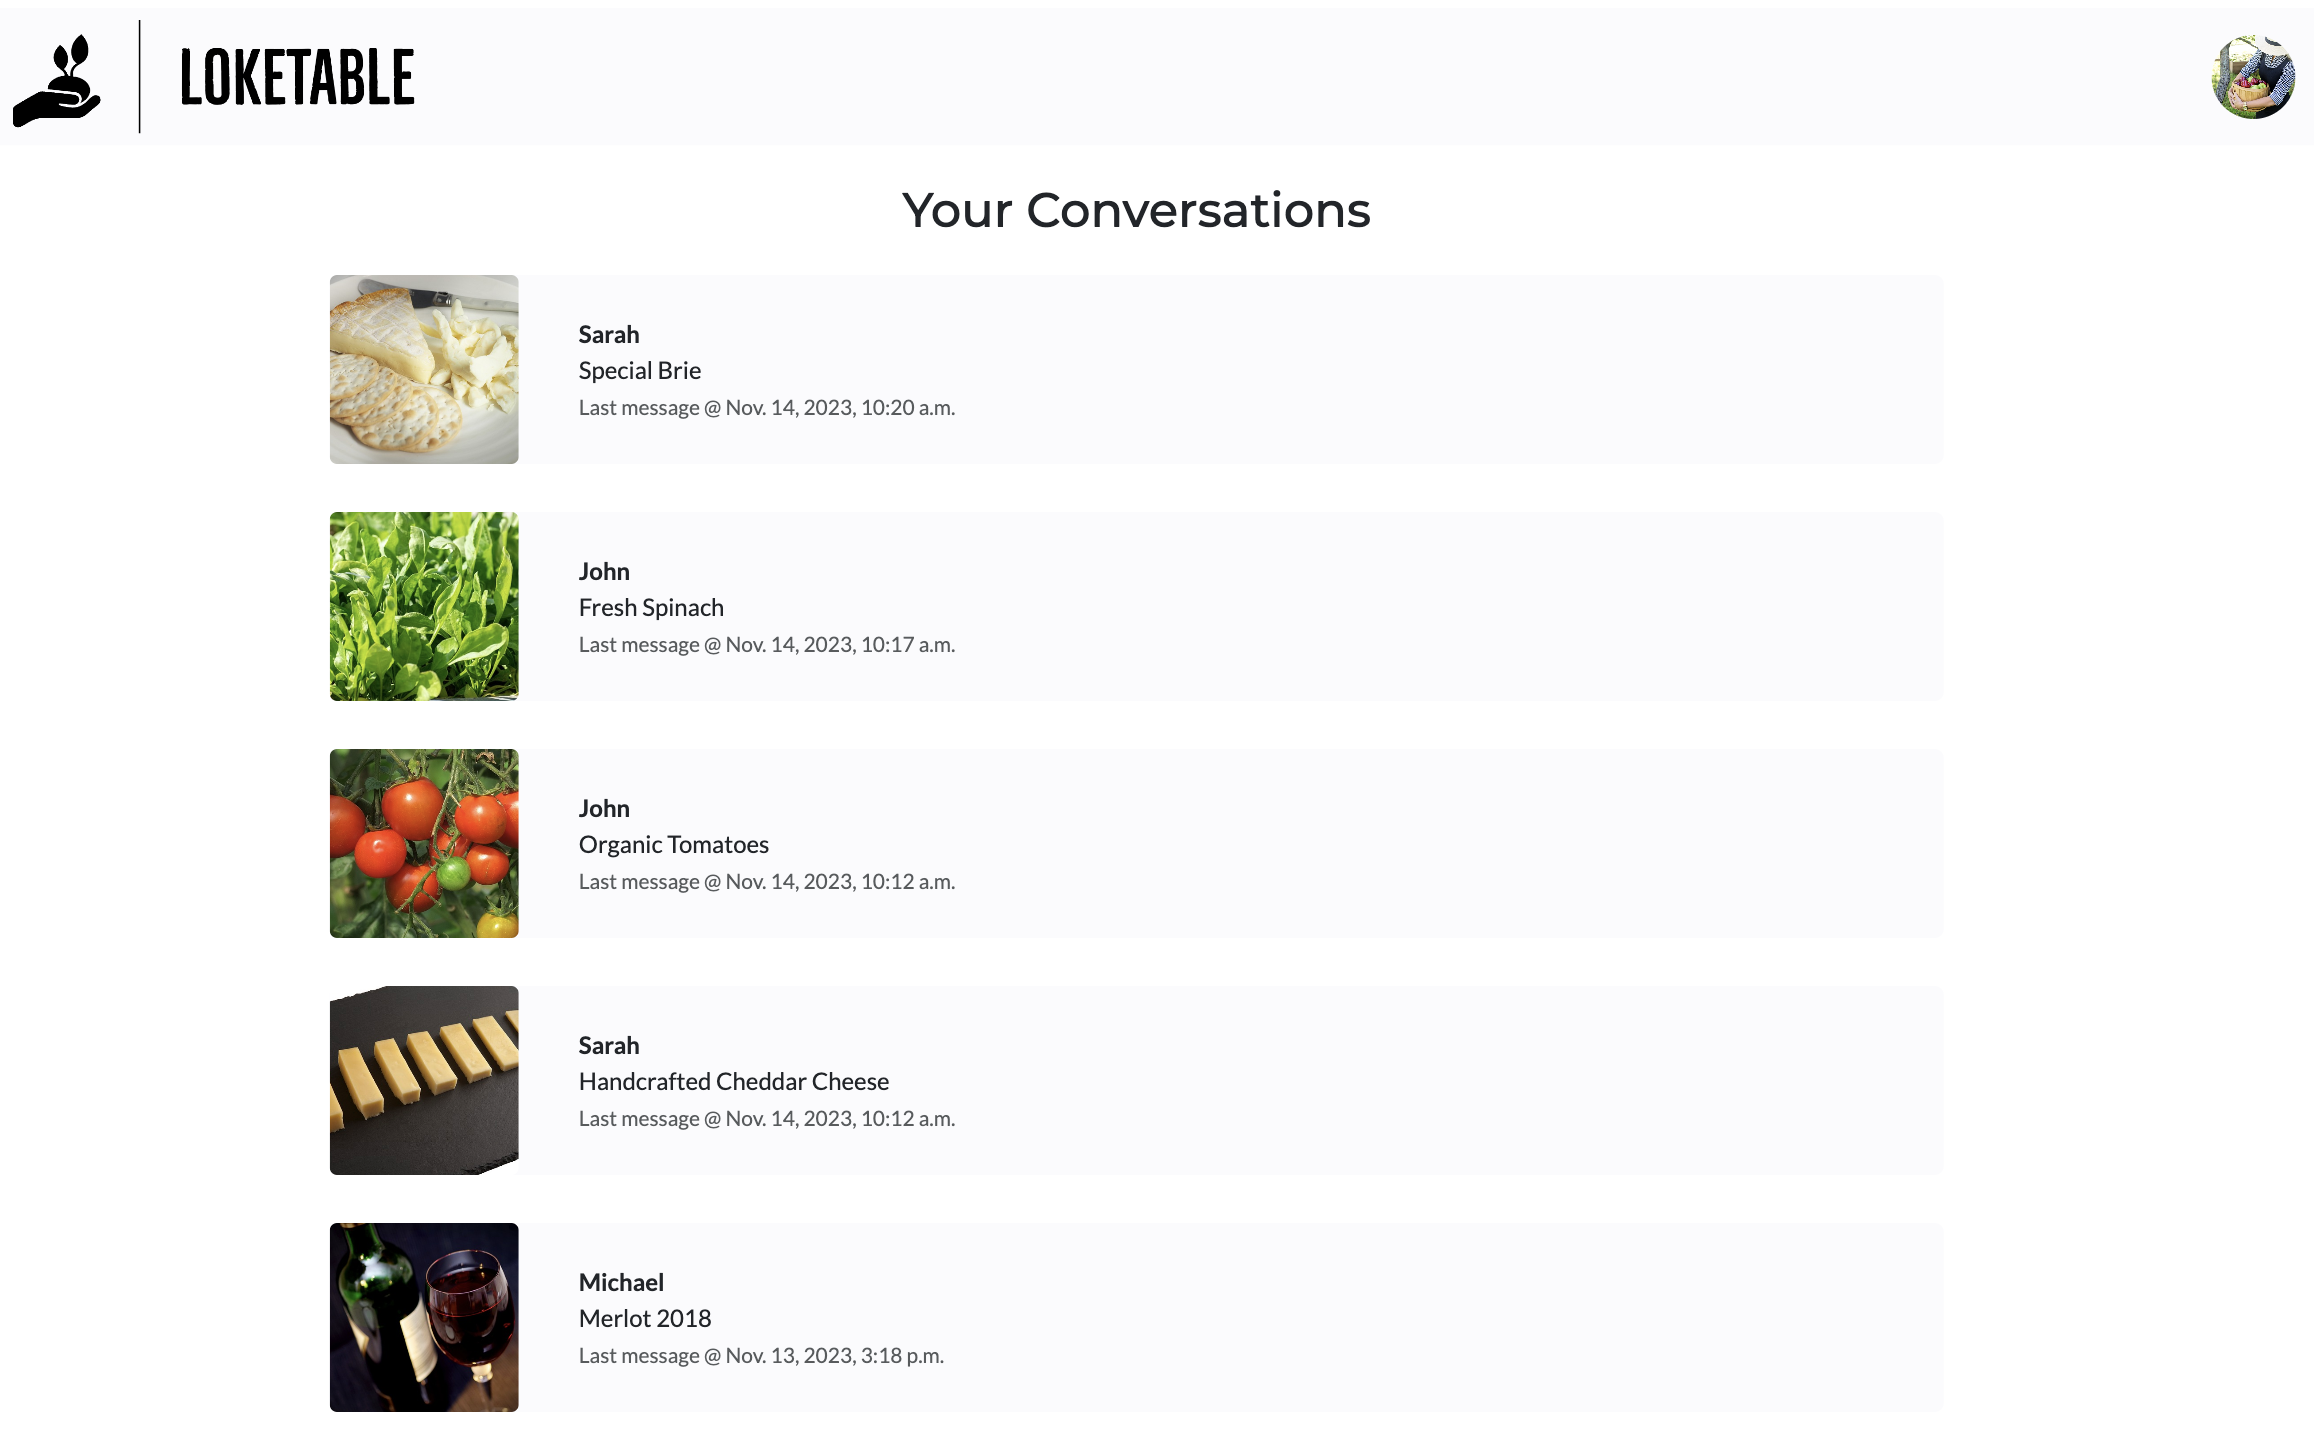 LOKETABLE
Your Conversations
Sarah
Special Brie
Last message @ Nov. 14, 2023, 10:20 a.m.
John
Fresh Spinach
Last message @ Nov. 14, 2023, 10:17 a.m.
John
Organic Tomatoes
Last message @ Nov. 14, 2023, 10:12 a.m.
Sarah
Handcrafted Cheddar Cheese
Last message @ Nov. 14, 2023, 10:12 a.m.
Michael
Merlot 2018
Last message @ Nov. 13, 2023, 3:18 p.m.